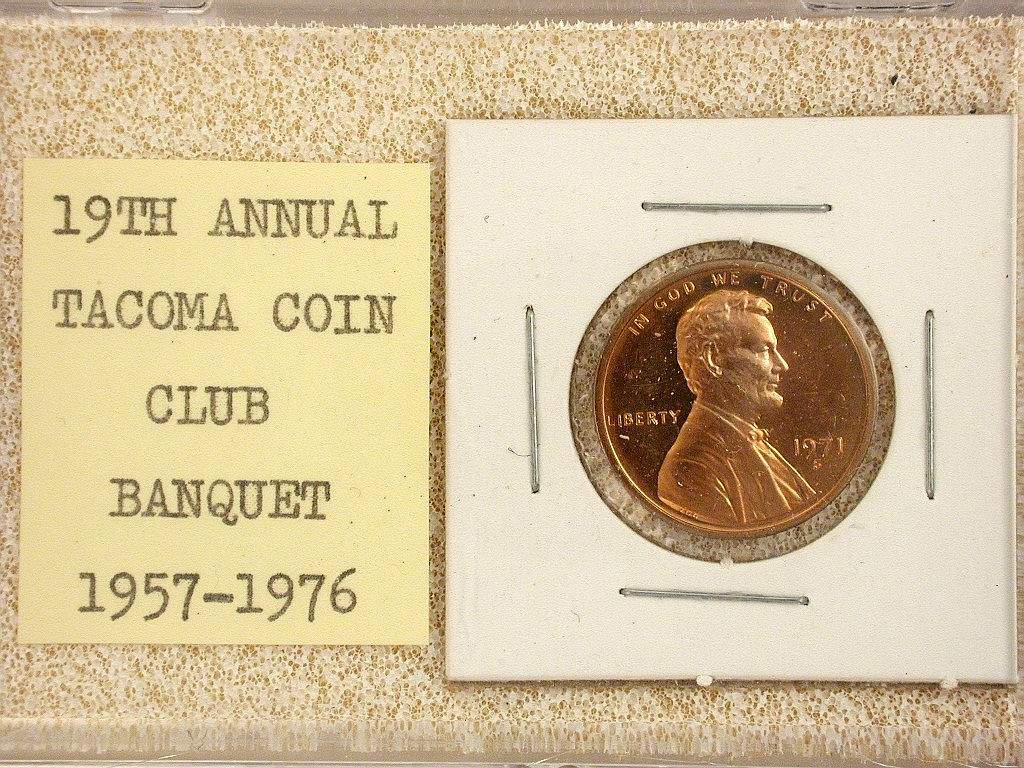 19TH ANNUAL
TACOMA COIN
CLUB
BANQUET
1957-1976
IN GOD WE TRUST
LIBERTY
1971
S